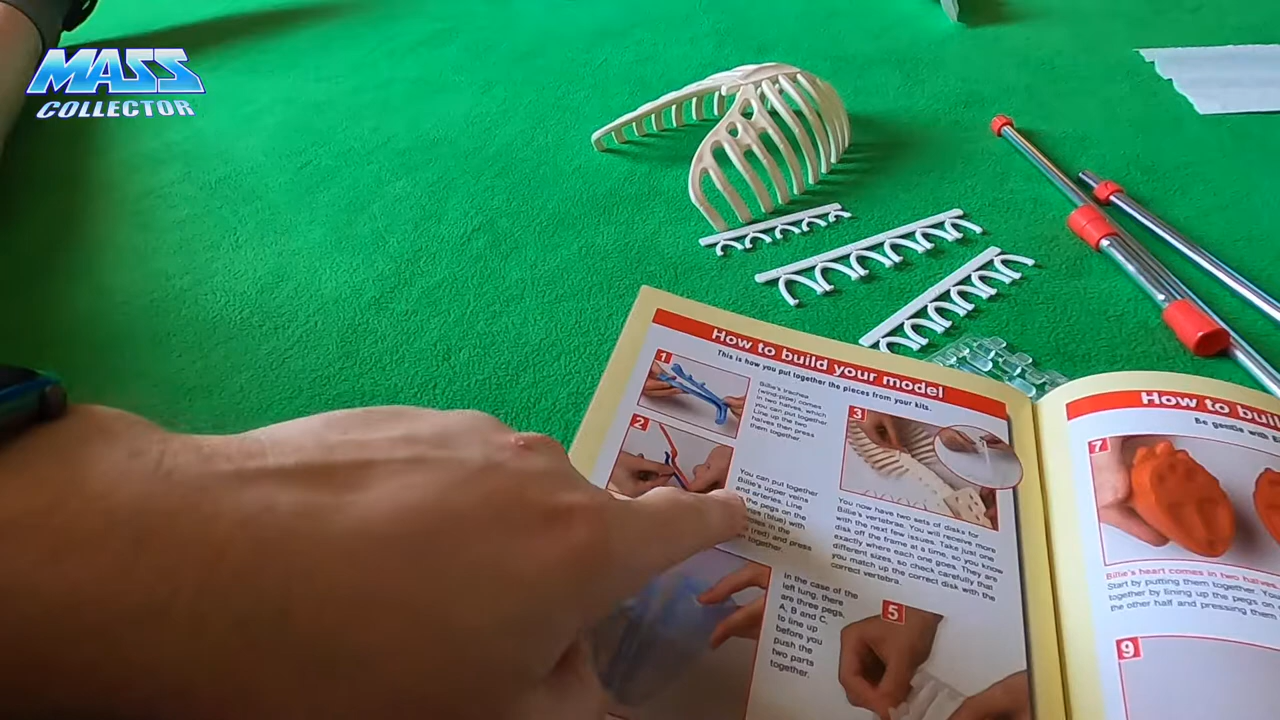 MASS
COLLECTOR
How to build your model
This is how you put together the pieces from your kits.
1
Billie's trachea
(wind-pipe) comes
in two halves, which
you can put together.
Line up the two
halves then press
them together.
2
You can put together
Billie's upper veins
and arteries. Line
the pegs on the
(blue) with
in the
(red) and press
together.
3
You now have two sets of disks for
Billie's vertebrae. You will receive more
with the next few issues. Take just one
disk off the frame at a time, so you know
exactly where each one goes. They are
different sizes, so check carefully that
you match up the correct disk with the
correct vertebra.
In the case of the
left lung, there
are three pegs,
A, B and C,
to line up
before you
push the
two parts
together.
5
How to buil
Be gentle with
7
Billie's heart comes in two halves
Start by putting them together. You
together by lining up the pegs on
the other half and pressing them
9